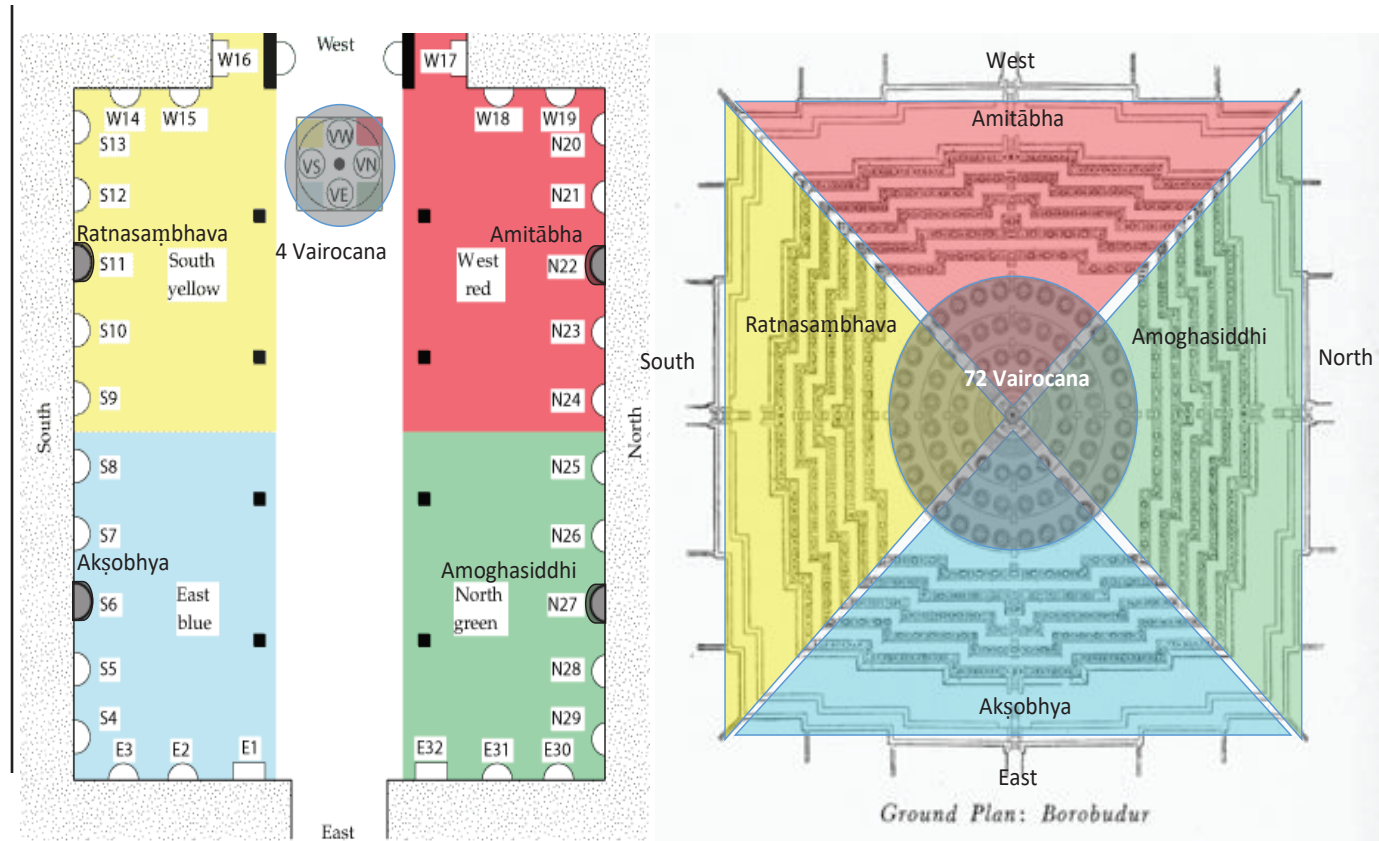 West
W16
W17
W14
W15
W18
W19
S13
N20
VW
VS
VN
VE
S12
N21
Ratnasaṃbhava
4 Vairocana
Amitābha
S11
South
yellow
West
red
N22
S10
N23
S9
N24
South
North
S8
N25
S7
N26
Akṣobhya
Amoghasiddhi
S6
East
blue
North
green
N27
S5
N28
S4
N29
E3
E2
E1
E32
E31
E30
East
West
Amitābha
Ratnasaṃbhava
Amoghasiddhi
South
North
72 Vairocana
Akṣobhya
East
Ground Plan: Borobudur